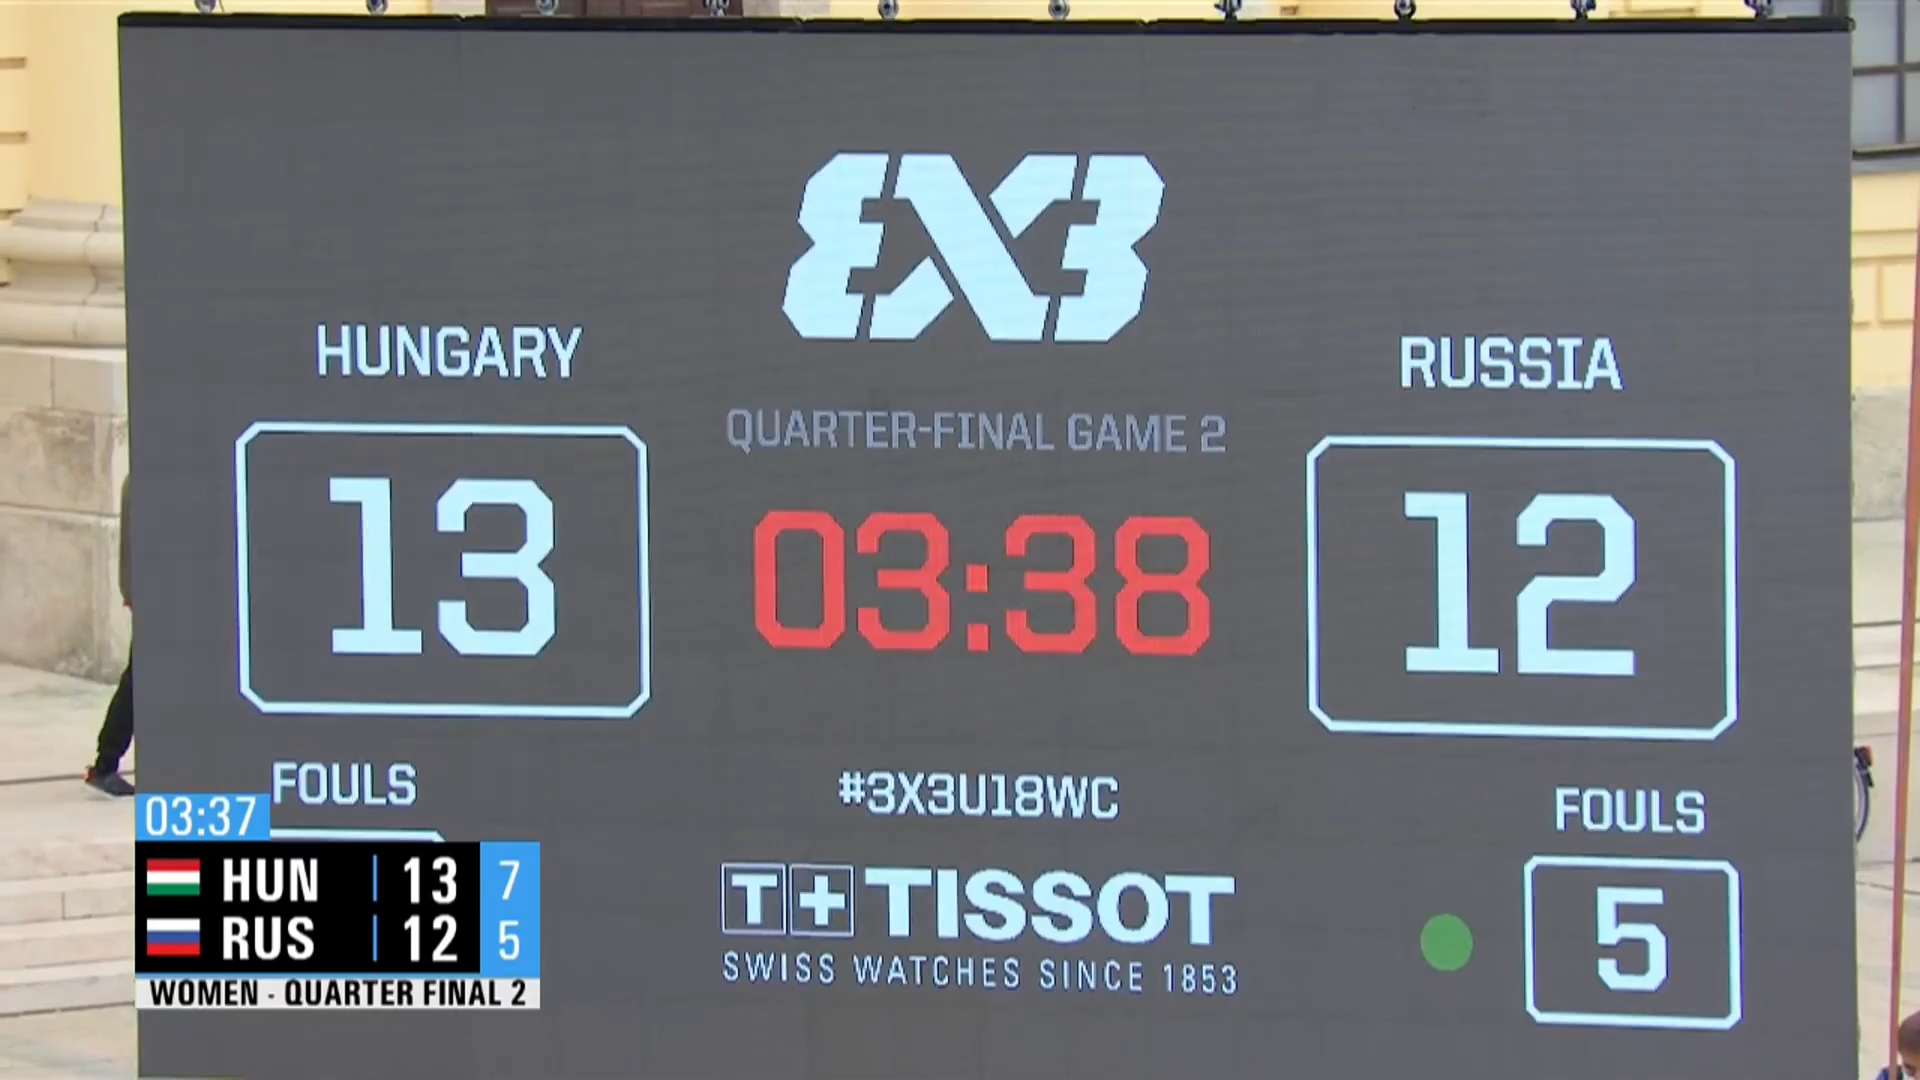 3X3
HUNGARY
RUSSIA
QUARTER-FINAL GAME 2
13
03:38
12
FOULS
#3X3U18WC
FOULS
5
T+ TISSOT
SWISS WATCHES SINCE 1853
03:37
HUN 13 7
RUS 12 5
WOMEN - QUARTER FINAL 2